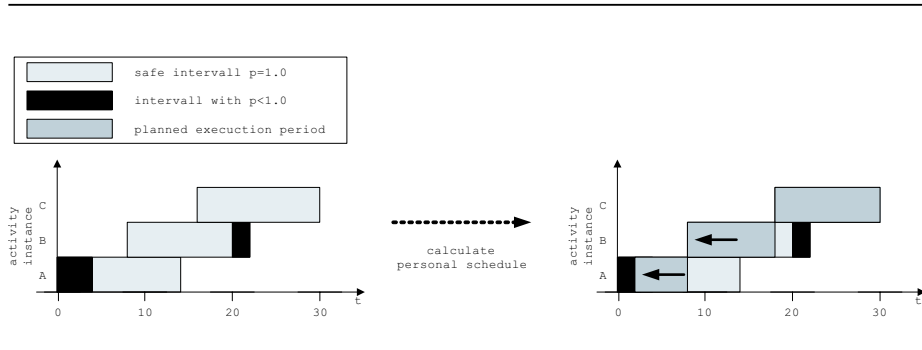 safe intervall p=1.0
intervall with p<1.0
planned execuction period
activity
instance
C
B
A
0
10
20
30
t
calculate
personal schedule
activity
instance
C
B
A
0
10
20
30
t